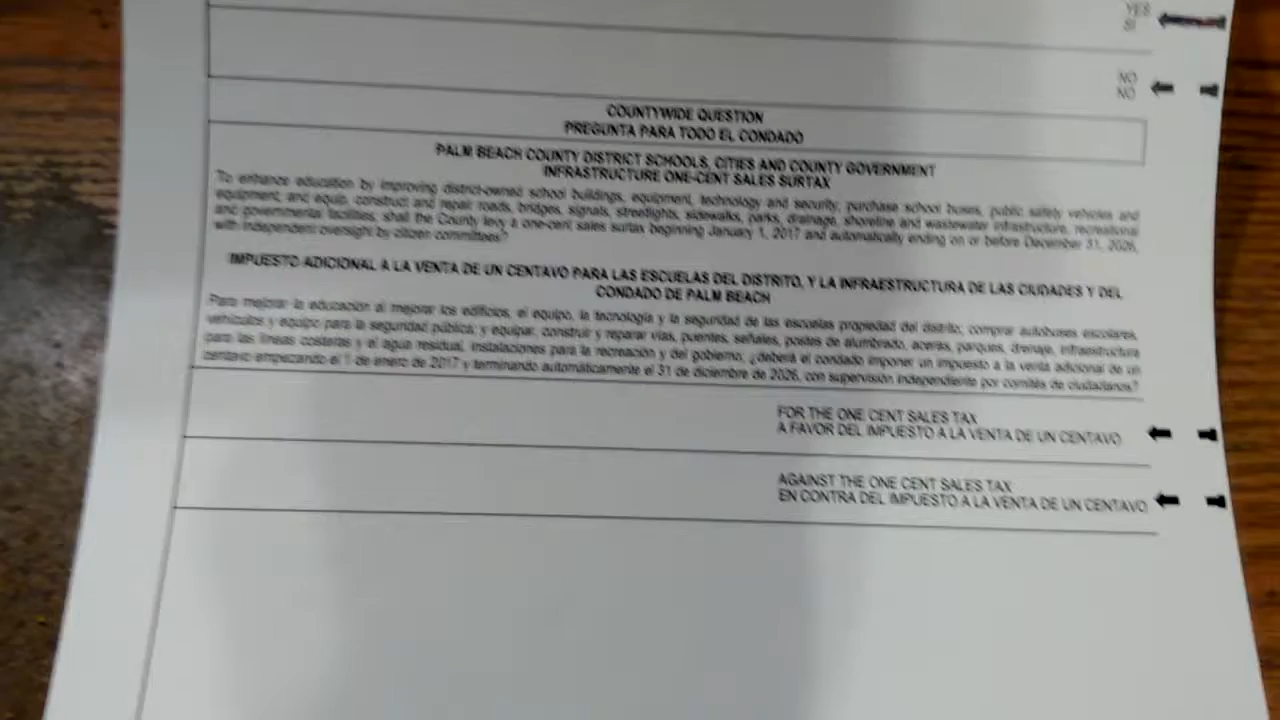 YES
SI
NO
NO
COUNTYWIDE QUESTION
PREGUNTA PARA TODO EL CONDADO
PALM BEACH COUNTY DISTRICT SCHOOLS, CITIES AND COUNTY GOVERNMENT
INFRASTRUCTURE ONE-CENT SALES SURTAX
To enhance education by improving district-owned school buildings, equipment, technology and security; purchase school buses, public safety vehicles and
equipment; and equip, construct and repair roads, bridges, signals, streetlights, sidewalks, parks, drainage, shoreline and wastewater infrastructure, recreational
and governmental facilities, shall the County levy a one-cent sales surtax beginning January 1, 2017 and automatically ending on or before December 31, 2026,
with independent oversight by citizen committees?
IMPUESTO ADICIONAL A LA VENTA DE UN CENTAVO PARA LAS ESCUELAS DEL DISTRITO, Y LA INFRAESTRUCTURA DE LAS CIUDADES Y DEL
CONDADO DE PALM BEACH
Para mejorar la educación al mejorar los edificios, el equipo, la tecnología y la seguridad de las escuelas propiedad del distrito; comprar autobuses escolares,
vehículos y equipo para la seguridad pública; y equipar, construir y reparar vías, puentes, señales, postes de alumbrado, aceras, parques, drenaje, infraestructura
para las líneas costeras y el agua residual, instalaciones para la recreación y del gobierno, ¿deberá el condado imponer un impuesto a la venta adicional de un
centavo empezando el 1 de enero de 2017 y terminando automáticamente el 31 de diciembre de 2026, con supervisión independiente por comités de ciudadanos?
FOR THE ONE CENT SALES TAX
A FAVOR DEL IMPUESTO A LA VENTA DE UN CENTAVO
AGAINST THE ONE CENT SALES TAX
EN CONTRA DEL IMPUESTO A LA VENTA DE UN CENTAVO